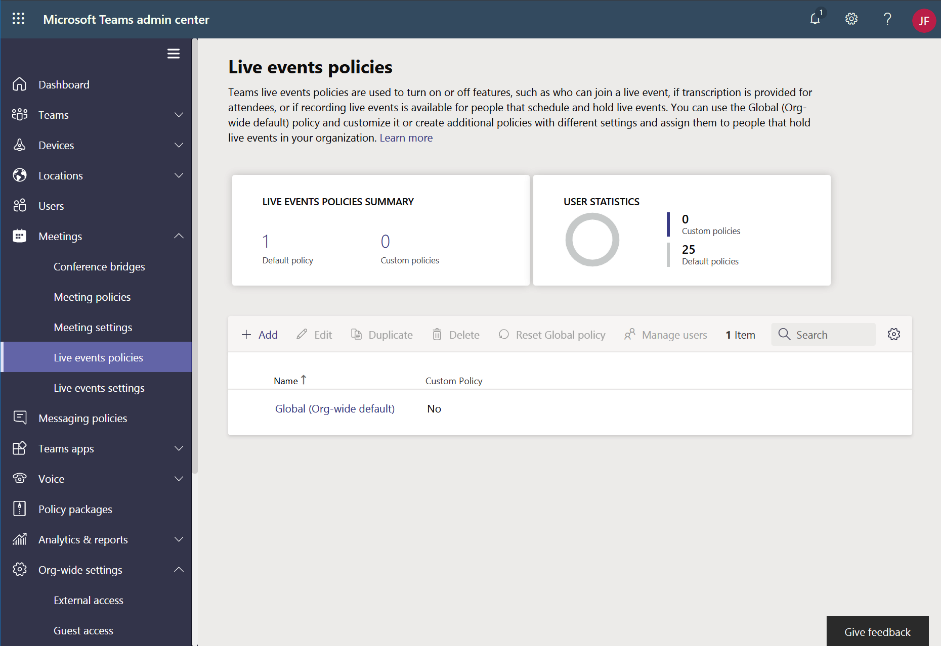 Microsoft Teams admin center
1
?
JF
Dashboard
Teams
Devices
Locations
Users
Meetings
Conference bridges
Meeting policies
Meeting settings
Live events policies
Live events settings
Messaging policies
Teams apps
Voice
Policy packages
Analytics & reports
Org-wide settings
External access
Guest access
Live events policies
Teams live events policies are used to turn on or off features, such as who can join a live event, if transcription is provided for
attendees, or if recording live events is available for people that schedule and hold live events. You can use the Global (Org-
wide default) policy and customize it or create additional policies with different settings and assign them to people that hold
live events in your organization. Learn more
LIVE EVENTS POLICIES SUMMARY
1
Default policy
0
Custom policies
USER STATISTICS
0
Custom policies
25
Default policies
+ Add Edit Duplicate Delete Reset Global policy Manage users 1 Item Search
Name ↑ Custom Policy
Global (Org-wide default) No
Give feedback